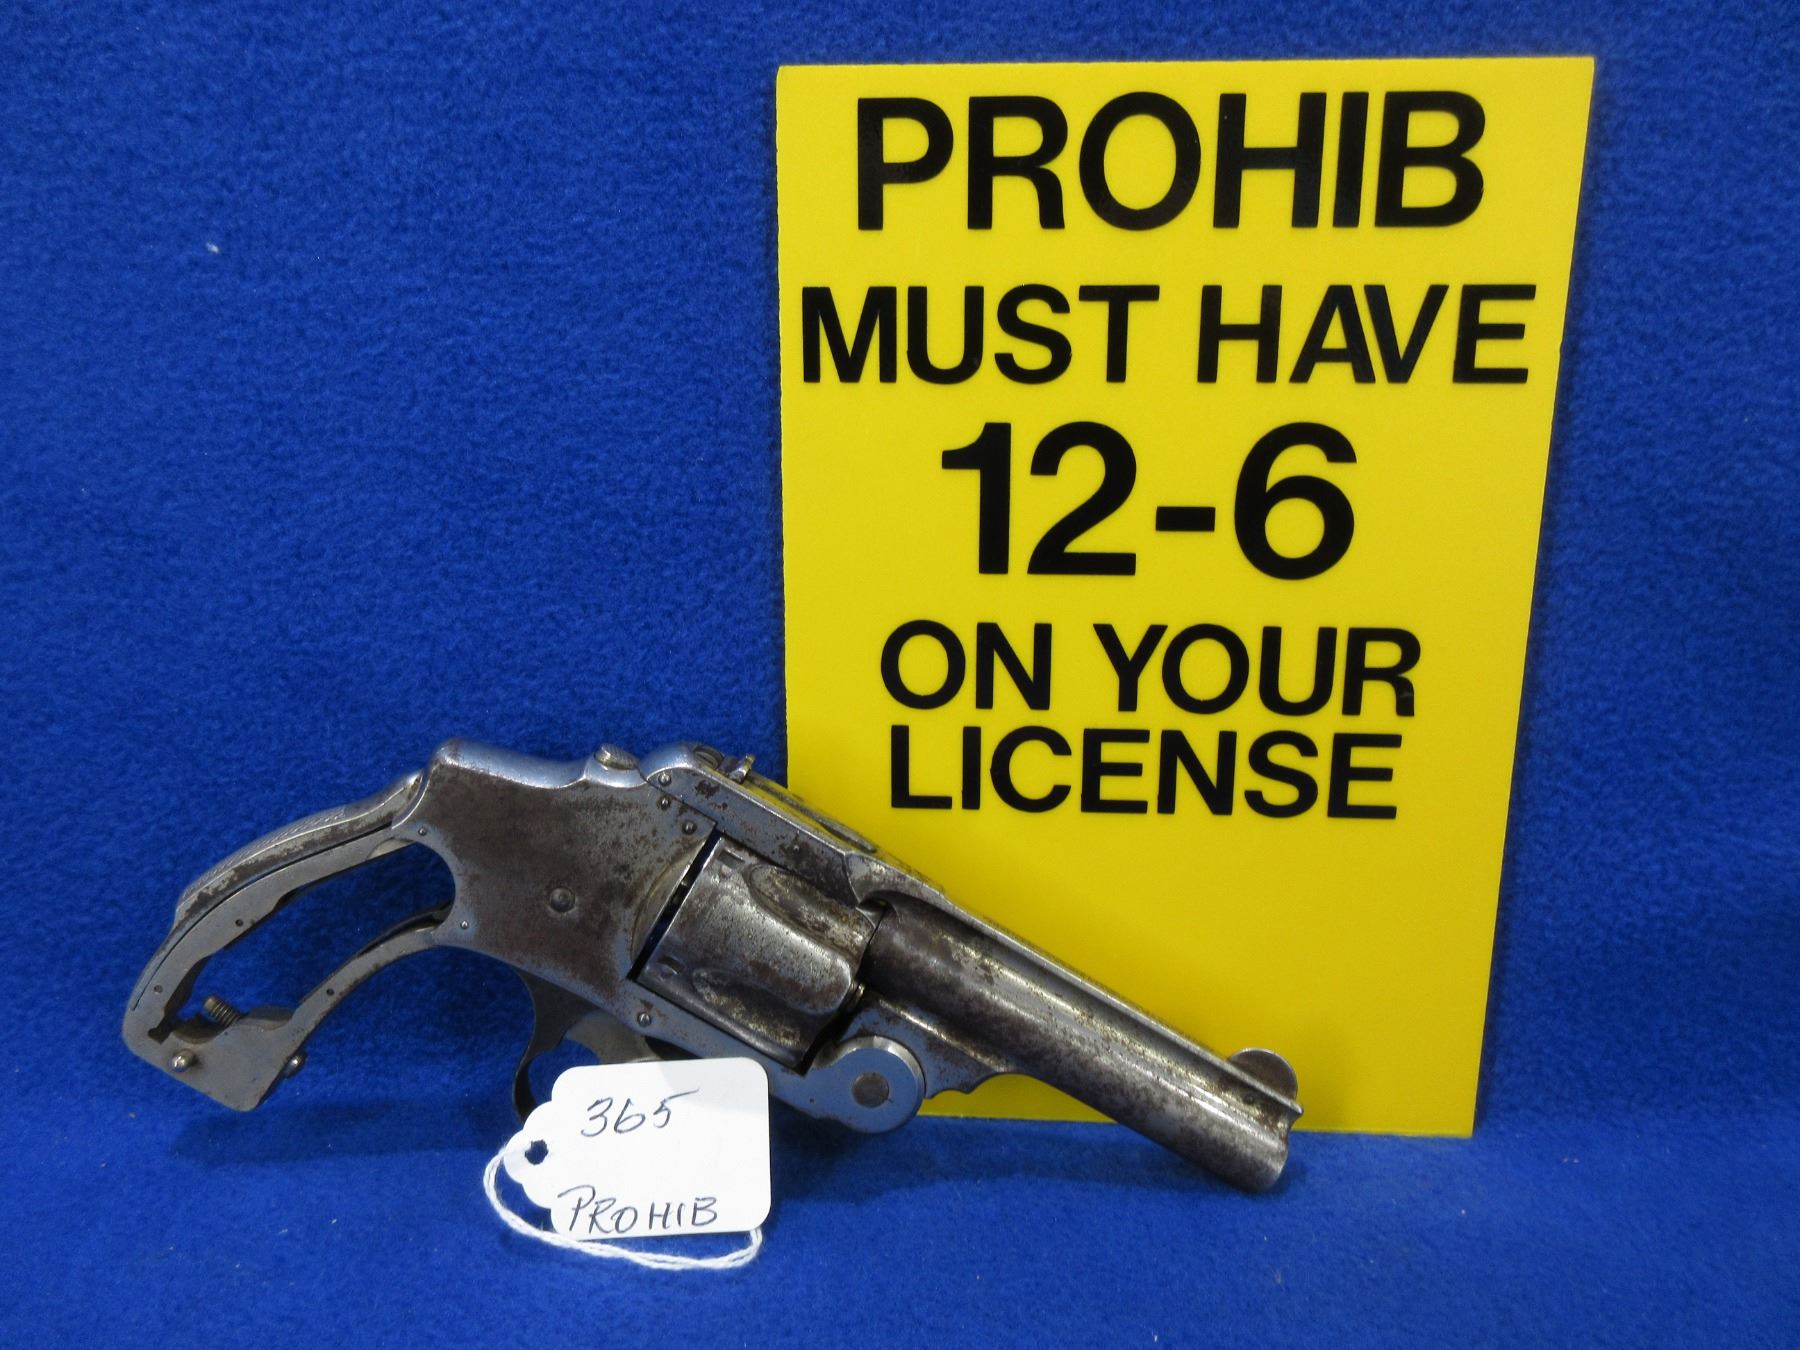 PROHIB
MUST HAVE
12-6
ON YOUR
LICENSE
365
PROHIB